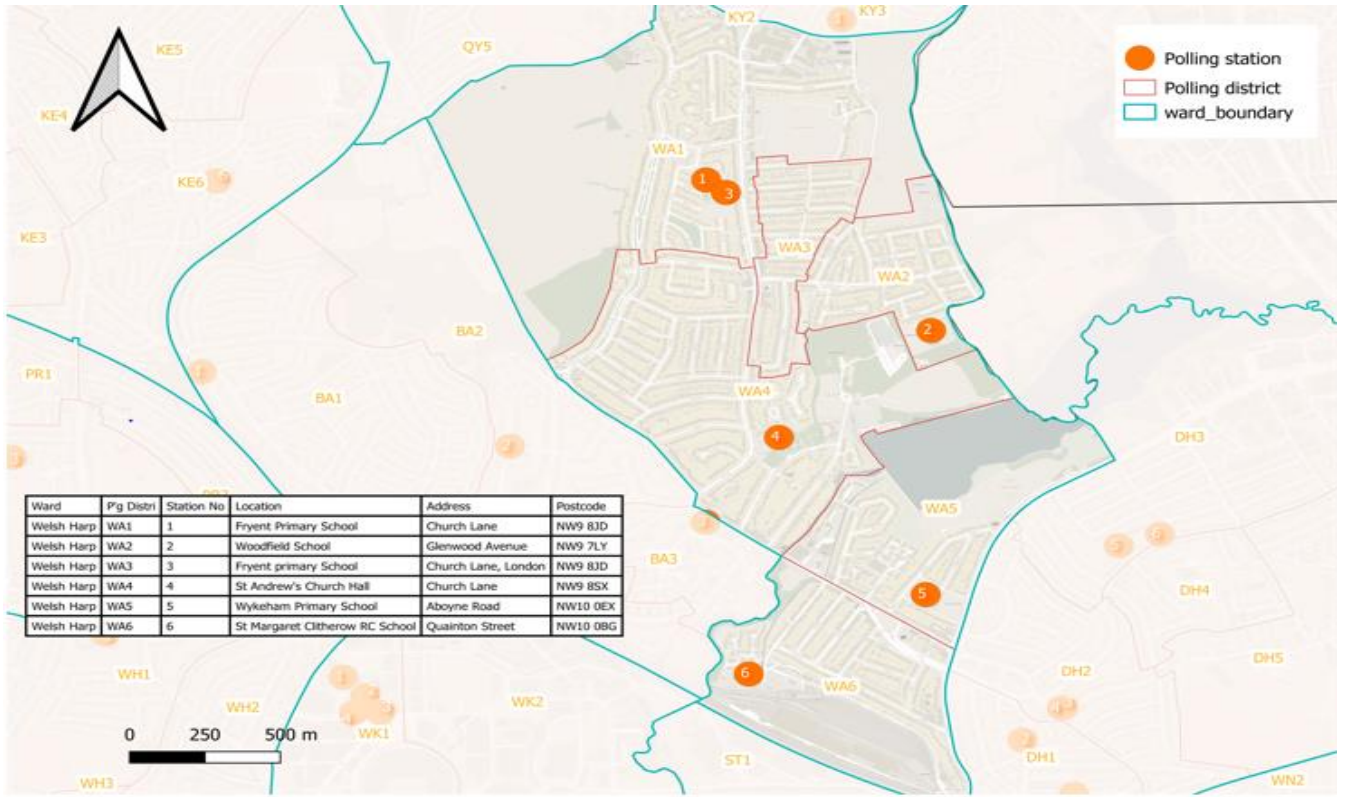 KY2
KY3
KE5
QY5
Polling station
Polling district
ward_boundary
KE4
WA1
KE6
1
3
KE3
WA3
WA2
2
BA2
PR1
WA4
BA1
4
DH3
WA5
Ward P'g Distri Station No Location Address Postcode
Welsh Harp WA1 1 Fryent Primary School Church Lane NW9 8JD
Welsh Harp WA2 2 Woodfield School Glenwood Avenue NW9 7LY
Welsh Harp WA3 3 Fryent primary School Church Lane, London NW9 8JD
Welsh Harp WA4 4 St Andrew's Church Hall Church Lane NW9 8SX
Welsh Harp WA5 5 Wykeham Primary School Aboyne Road NW10 0EX
Welsh Harp WA6 6 St Margaret Clitherow RC School Quainton Street NW10 0BG
BA3
5
DH4
6
WA6
WH1
DH2
DH5
WH2
WK2
WK1
0 250 500 m
ST1
DH1
WH3
WN2